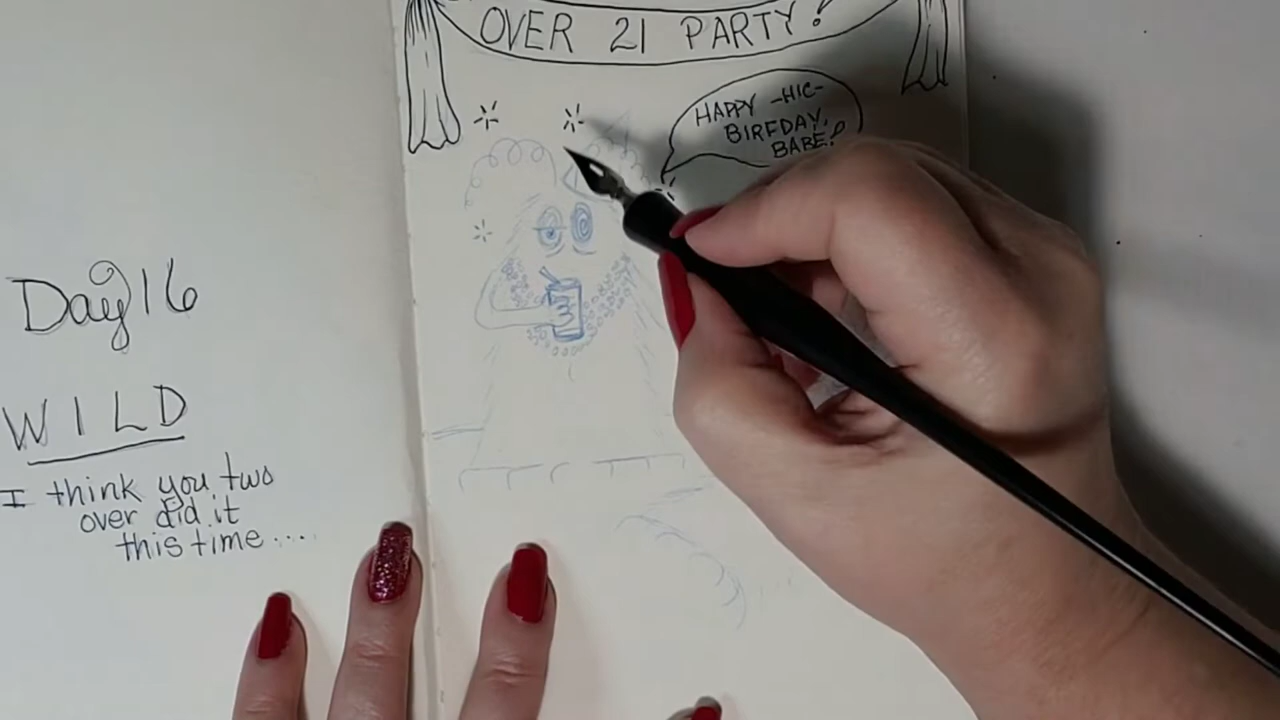 OVER 21 PARTY!
HAPPY -HIC-
BIRFDAY,
BABE!
Day 16
WILD
I think you two
over did it
this time...